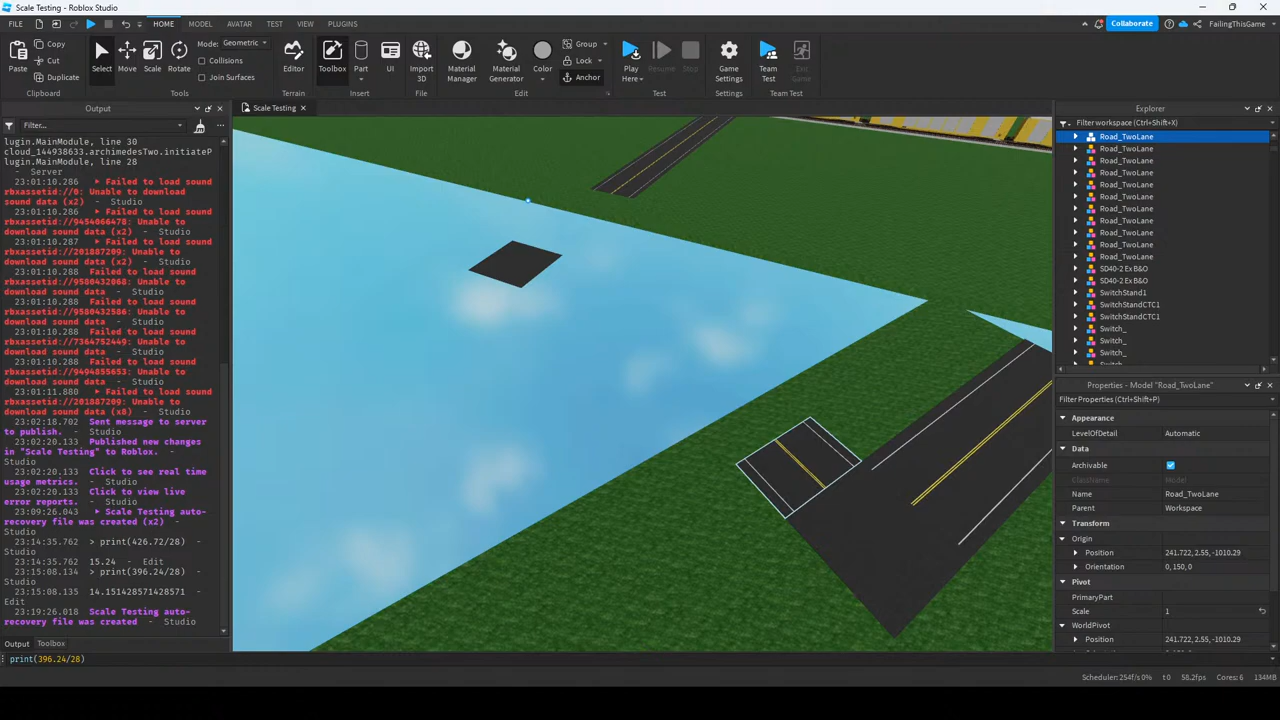 Scale Testing - Roblox Studio
FILE HOME MODEL AVATAR TEST VIEW PLUGINS Collaborate FailingThisGame
Paste Copy Cut Duplicate Clipboard
Select Move Scale Rotate Mode: Geometric Collisions Join Surfaces Tools
Editor Terrain
Toolbox Part UI Insert
Import 3D File
Material Manager Material Generator Color Group Lock Anchor Edit
Play Here Resume Stop Test
Game Settings Settings
Team Test Exit Game Team Test
Output
Filter...
lugin.MainModule, line 30
cloud_144938633.archimedesTwo.initiateP
lugin.MainModule, line 28
- Server
23:01:10.286 Failed to load sound
rbxassetid://0: Unable to
download sound data (x2) - Studio
23:01:10.286 Failed to load sound
rbxassetid://9454066478: Unable to
download sound data (x2) - Studio
23:01:10.287 Failed to load sound
rbxassetid://201887209: Unable to
download sound data (x2) - Studio
23:01:10.288 Failed to load sound
rbxassetid://9580432068: Unable to
download sound data - Studio
23:01:10.288 Failed to load sound
rbxassetid://9580432586: Unable to
download sound data - Studio
23:01:10.288 Failed to load sound
rbxassetid://7364752449: Unable to
download sound data - Studio
23:01:10.288 Failed to load sound
rbxassetid://9494855653: Unable to
download sound data - Studio
23:01:11.880 Failed to load sound
rbxassetid://201887209: Unable to
download sound data (x8) - Studio
23:02:18.702 Sent message to server
to publish. - Studio
23:02:20.133 Published new changes
in "Scale Testing" to Roblox. -
Studio
23:02:20.133 Click to see real time
usage metrics. - Studio
23:02:20.133 Click to view live
error reports. - Studio
23:09:26.043 Scale Testing auto-
recovery file was created (x2) -
Studio
23:14:35.762 > print(426.72/28) -
Studio
23:14:35.762 15.24 - Edit
23:15:08.134 > print(396.24/28) -
Studio
23:15:08.134 14.151428571428571 -
Edit
23:19:26.018 Scale Testing auto-
recovery file was created - Studio
Output Toolbox
print(396.24/28)
Scale Testing
Explorer
Filter workspace (Ctrl+Shift+X)
Road_TwoLane
Road_TwoLane
Road_TwoLane
Road_TwoLane
Road_TwoLane
Road_TwoLane
Road_TwoLane
Road_TwoLane
Road_TwoLane
Road_TwoLane
Road_TwoLane
SD40-2 Ex B&O
SD40-2 Ex B&O
SwitchStand1
SwitchStandCTC1
SwitchStandCTC1
Switch_
Switch_
Switch_
Properties - Model "Road_TwoLane"
Filter Properties (Ctrl+Shift+P)
Appearance
LevelOfDetail Automatic
Data
Archivable
ClassName Model
Name Road_TwoLane
Parent Workspace
Transform
Origin
Position 241.722, 2.55, -1010.29
Orientation 0, 150, 0
Pivot
PrimaryPart
Scale 1
WorldPivot
Position 241.722, 2.55, -1010.29
Scheduler: 254f/s 0% t:0 58.2fps Cores: 6 134MB